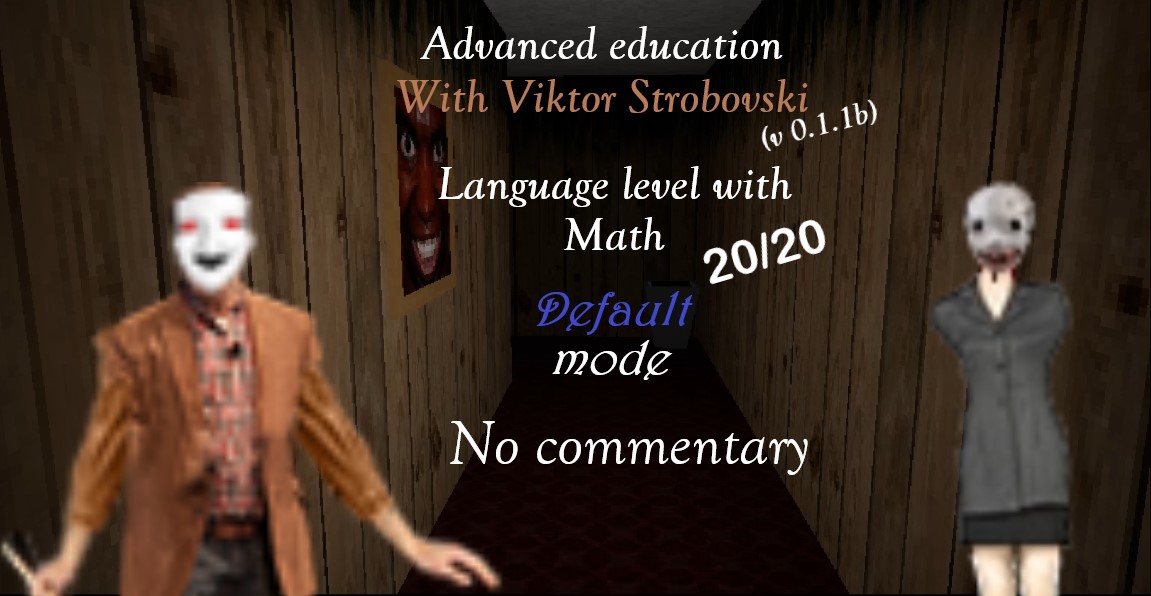 Advanced education
With Viktor Strobovski
(v 0.1.1b)
Language level with
Math
20/20
Default
mode
No commentary